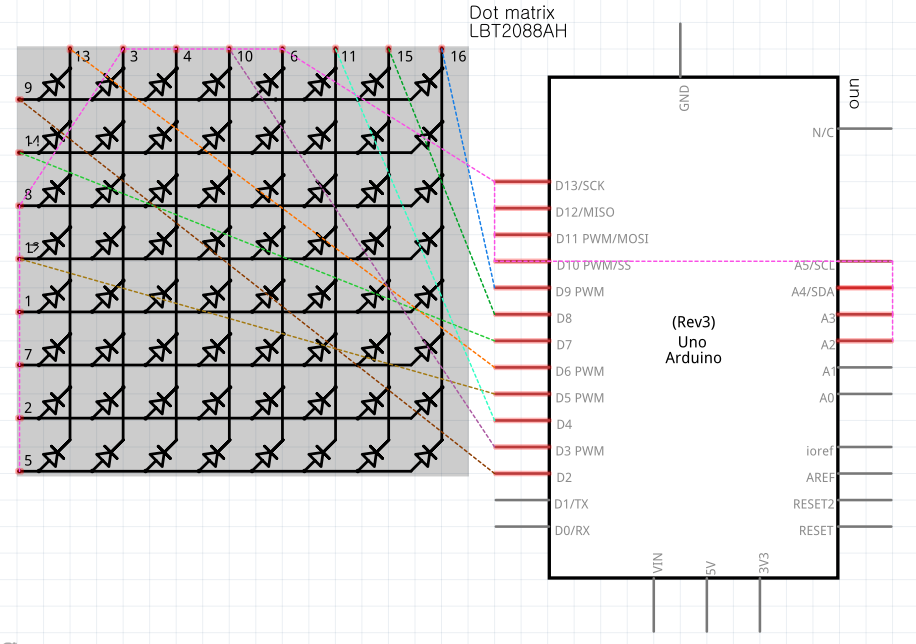 Dot matrix
LBT2088AH
13
3
4
10
6
11
15
16
9
14
8
12
1
7
2
5
uno
GND
N/C
D13/SCK
D12/MISO
D11 PWM/MOSI
D10 PWM/SS
A5/SCL
D9 PWM
A4/SDA
D8
A3
(Rev3)
Uno
Arduino
D7
A2
D6 PWM
A1
D5 PWM
A0
D4
D3 PWM
ioref
D2
AREF
D1/TX
RESET2
D0/RX
RESET
VIN
5V
3V3